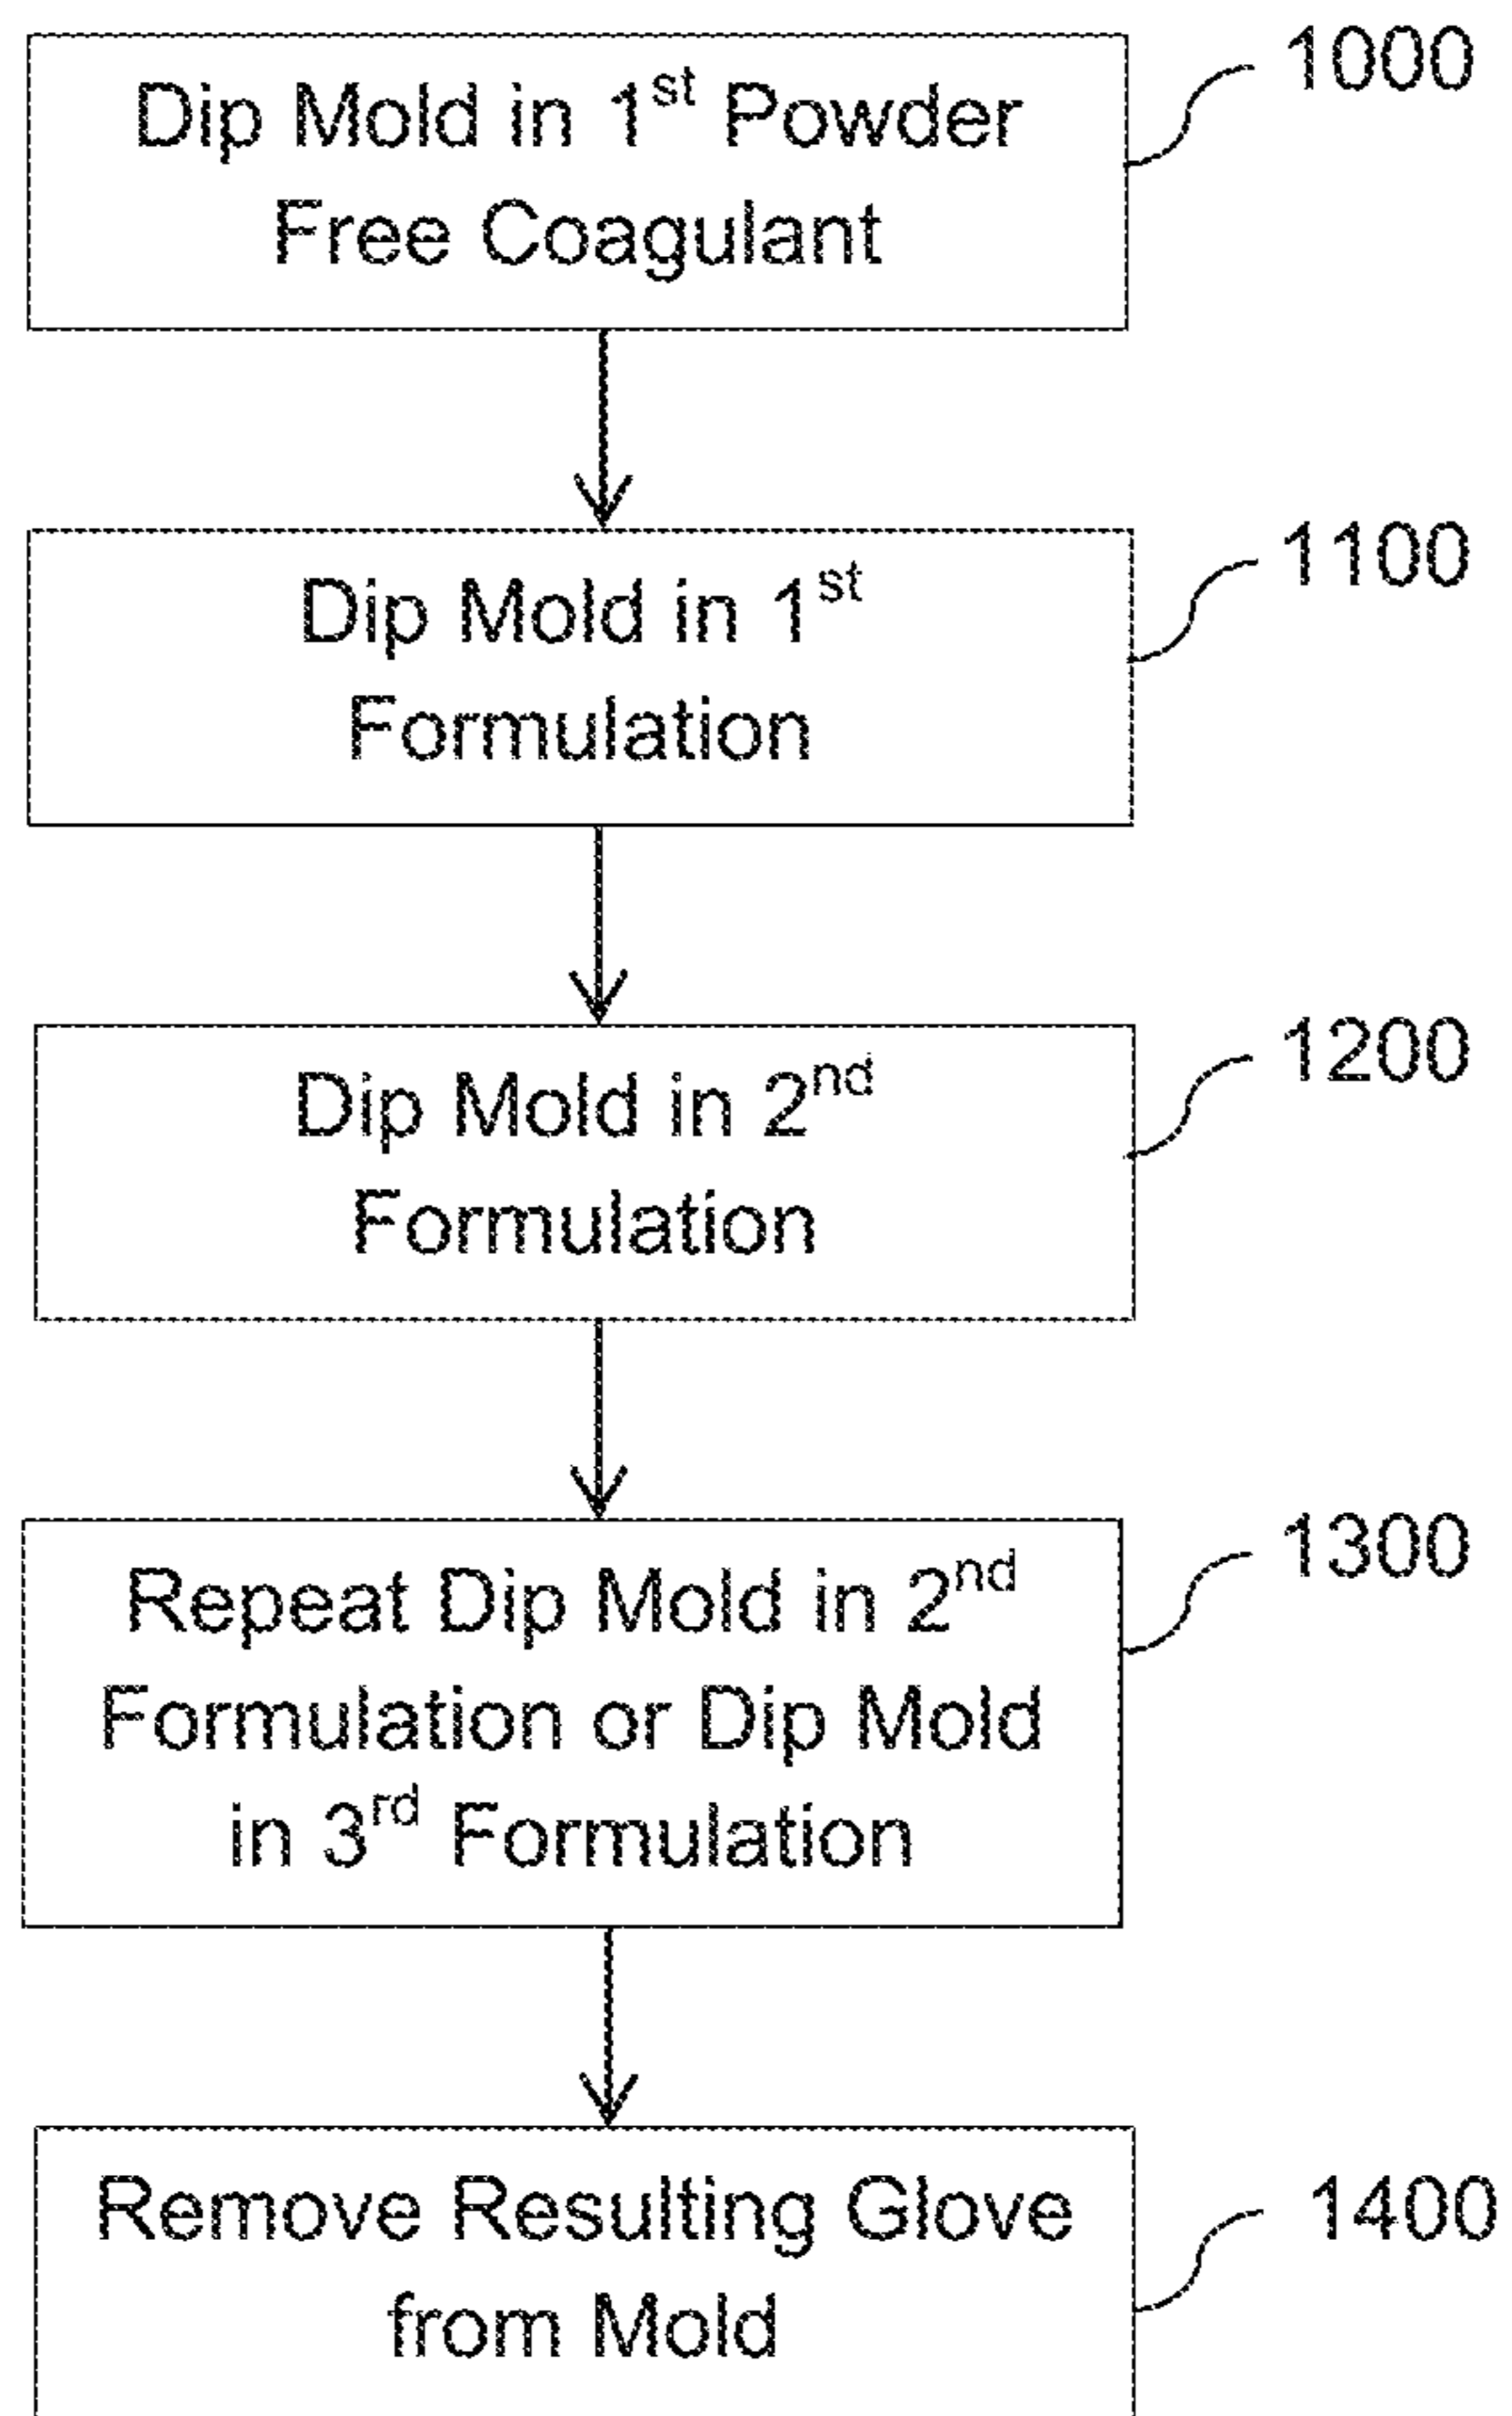 Dip Mold in 1st Powder
Free Coagulant
1000
Dip Mold in 1st
Formulation
1100
Dip Mold in 2nd
Formulation
1200
Repeat Dip Mold in 2nd
Formulation or Dip Mold
in 3rd Formulation
1300
Remove Resulting Glove
from Mold
1400